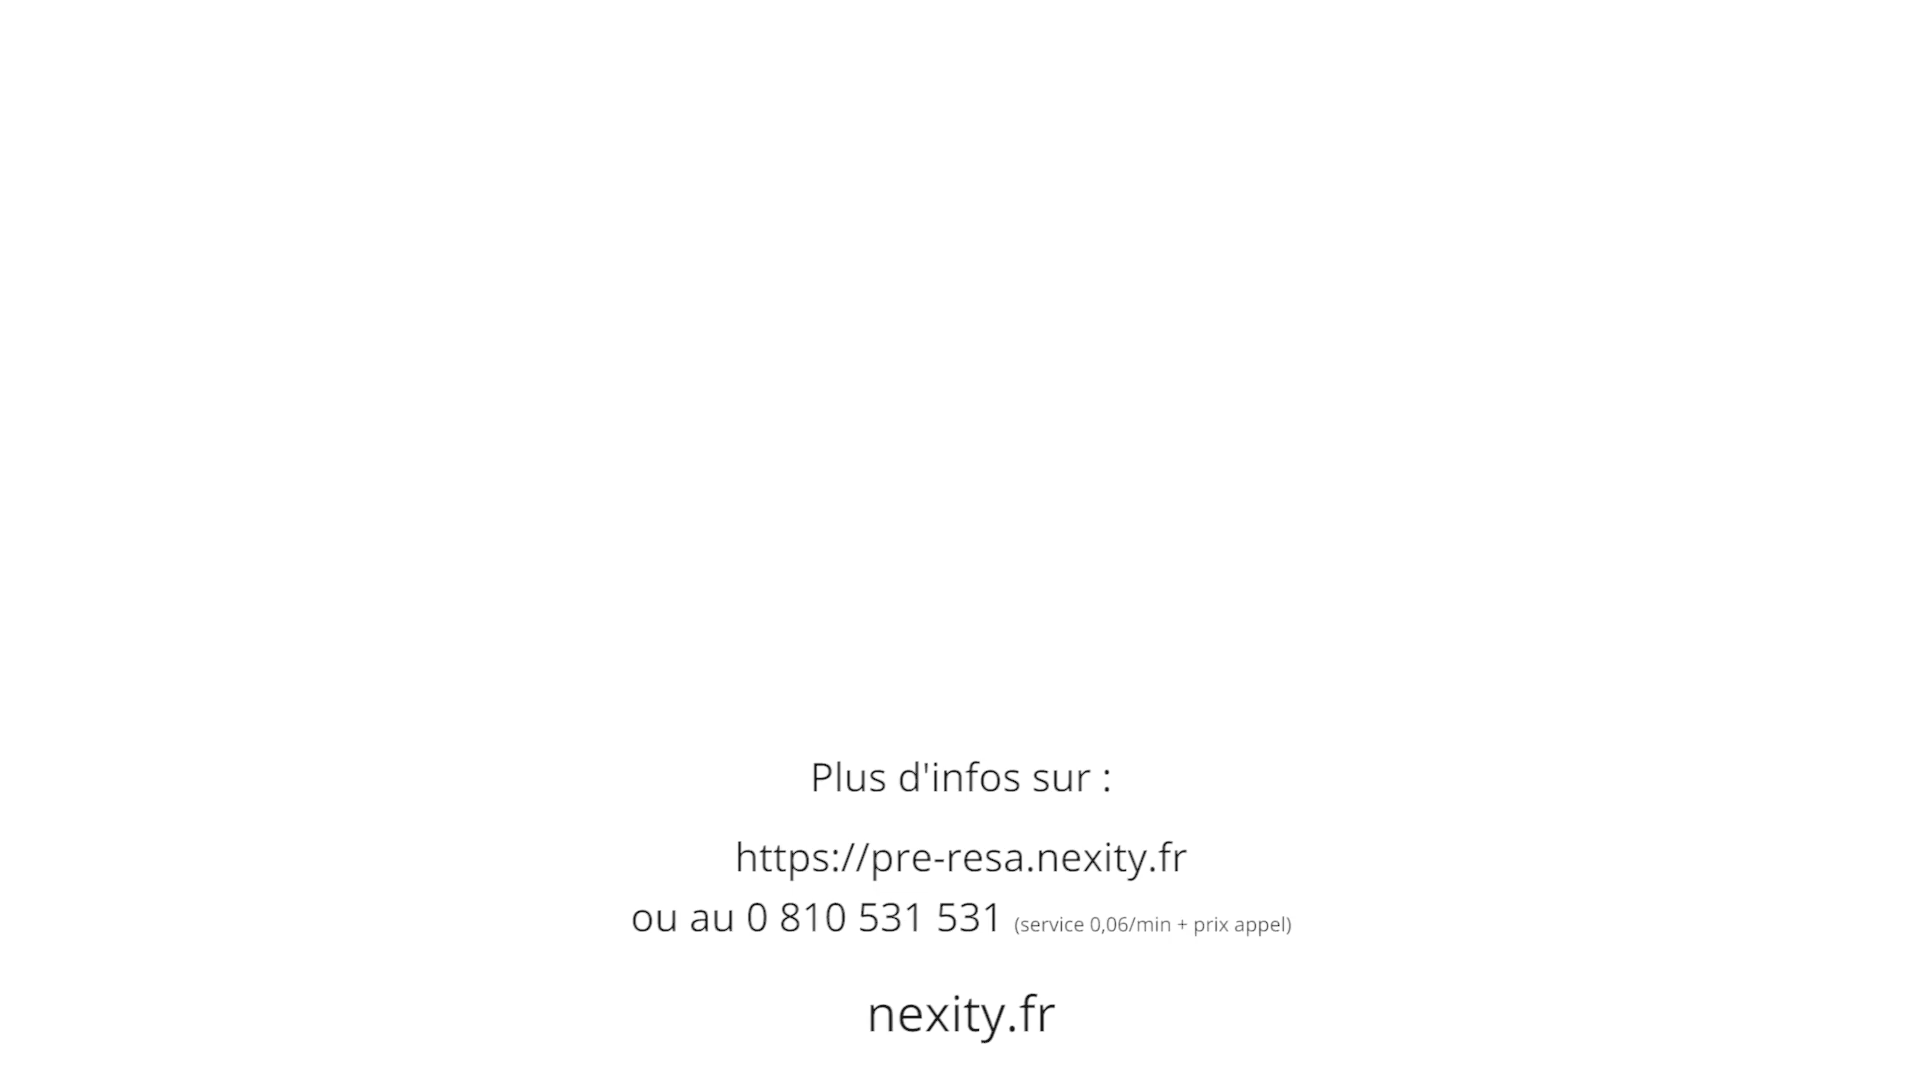 Plus d'infos sur :
https://pre-resa.nexity.fr
ou au 0 810 531 531 (service 0,06/min + prix appel)
nexity.fr